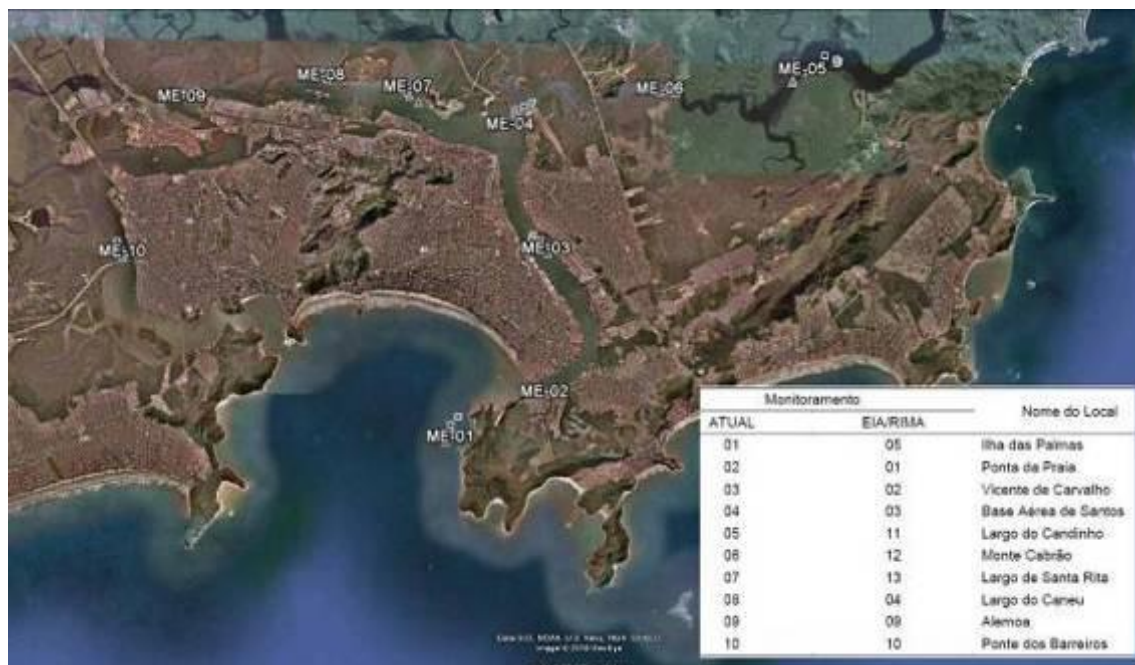 ME-08
ME-07
ME-05
ME-06
ME-09
ME-04
ME-10
ME-03
ME-02
ME-01
Monitoramento
Nome do Local
ATUAL EIA/RIMA
01 05 Ilha das Palmas
02 01 Ponta da Praia
03 02 Vicente de Carvalho
04 03 Base Aérea de Santos
05 11 Largo do Candinho
06 12 Monte Cabrão
07 13 Largo de Santa Rita
08 04 Largo do Caneu
09 09 Alemoa
10 10 Ponte dos Barreiros